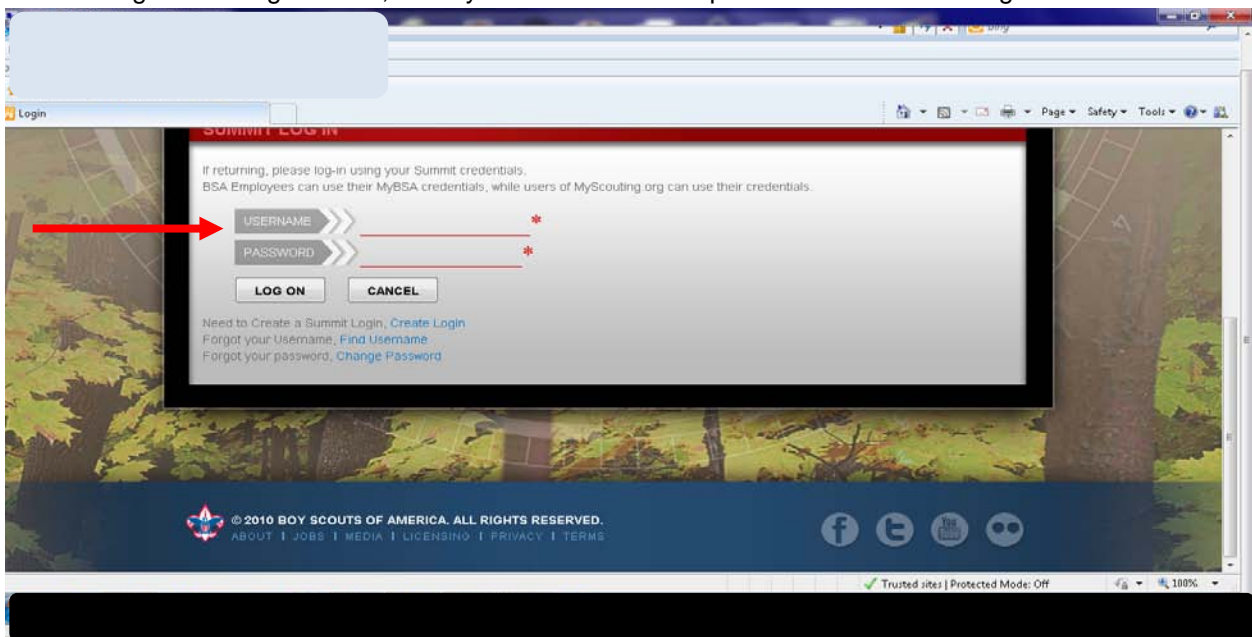 bing
Login
Page Safety Tools
SUMMIT LOG IN
If returning, please log-in using your Summit credentials.
BSA Employees can use their MyBSA credentials, while users of MyScouting.org can use their credentials.
USERNAME *
PASSWORD *
LOG ON CANCEL
Need to Create a Summit Login, Create Login
Forgot your Username, Find Username
Forgot your password, Change Password
© 2010 BOY SCOUTS OF AMERICA. ALL RIGHTS RESERVED.
ABOUT | JOBS | MEDIA | LICENSING | PRIVACY | TERMS
You Tube
Trusted sites | Protected Mode: Off 100%